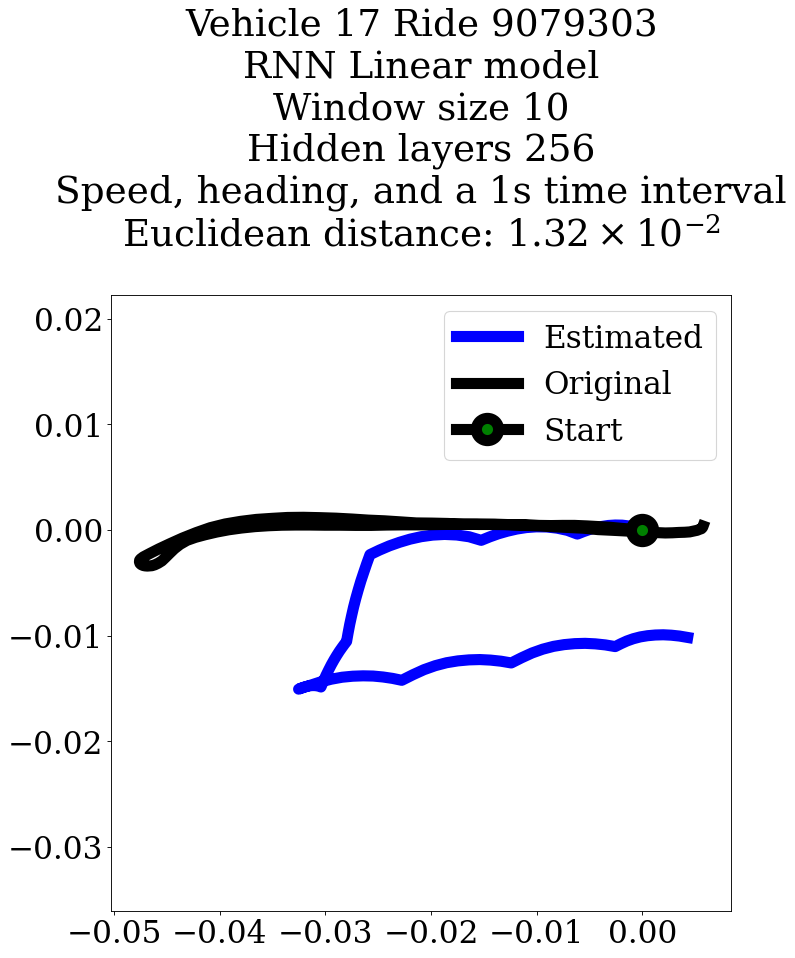 Vehicle 17 Ride 9079303
RNN Linear model
Window size 10
Hidden layers 256
Speed, heading, and a 1s time interval
Euclidean distance: 1.32 × 10⁻²
Estimated
Original
Start
0.02
0.01
0.00
−0.01
−0.02
−0.03
−0.05 −0.04 −0.03 −0.02 −0.01 0.00